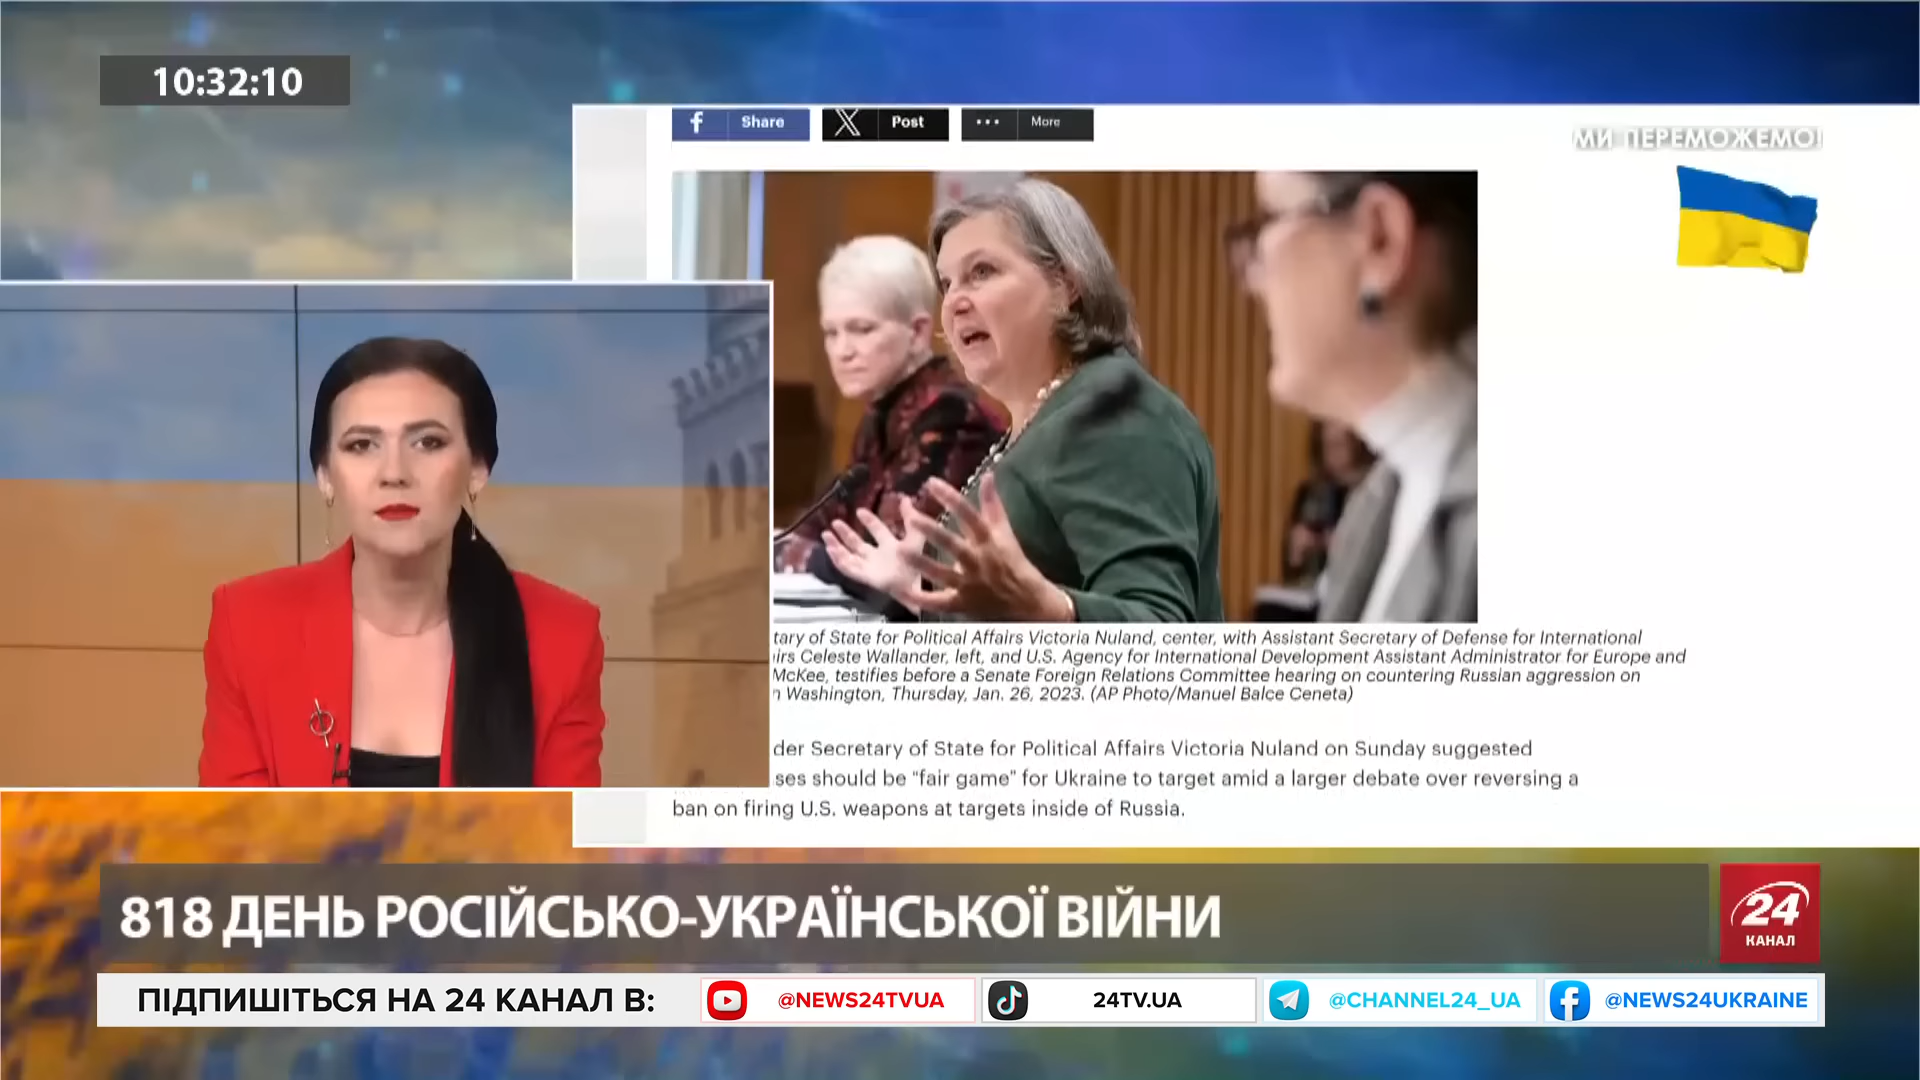 10:32:10
Share
Post
More
МИ ПЕРЕМОЖЕМО!
tary of State for Political Affairs Victoria Nuland, center, with Assistant Secretary of Defense for International
irs Celeste Wallander, left, and U.S. Agency for International Development Assistant Administrator for Europe and
McKee, testifies before a Senate Foreign Relations Committee hearing on countering Russian aggression on
n Washington, Thursday, Jan. 26, 2023. (AP Photo/Manuel Balce Ceneta)
der Secretary of State for Political Affairs Victoria Nuland on Sunday suggested
ses should be “fair game” for Ukraine to target amid a larger debate over reversing a
ban on firing U.S. weapons at targets inside of Russia.
818 ДЕНЬ РОСІЙСЬКО-УКРАЇНСЬКОЇ ВІЙНИ
24
КАНАЛ
ПІДПИШІТЬСЯ НА 24 КАНАЛ В:
@NEWS24TVUA
24TV.UA
@CHANNEL24_UA
@NEWS24UKRAINE